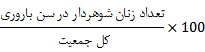 تعداد زنان شوهردار در سن باروری
کل جمعیت
× 100